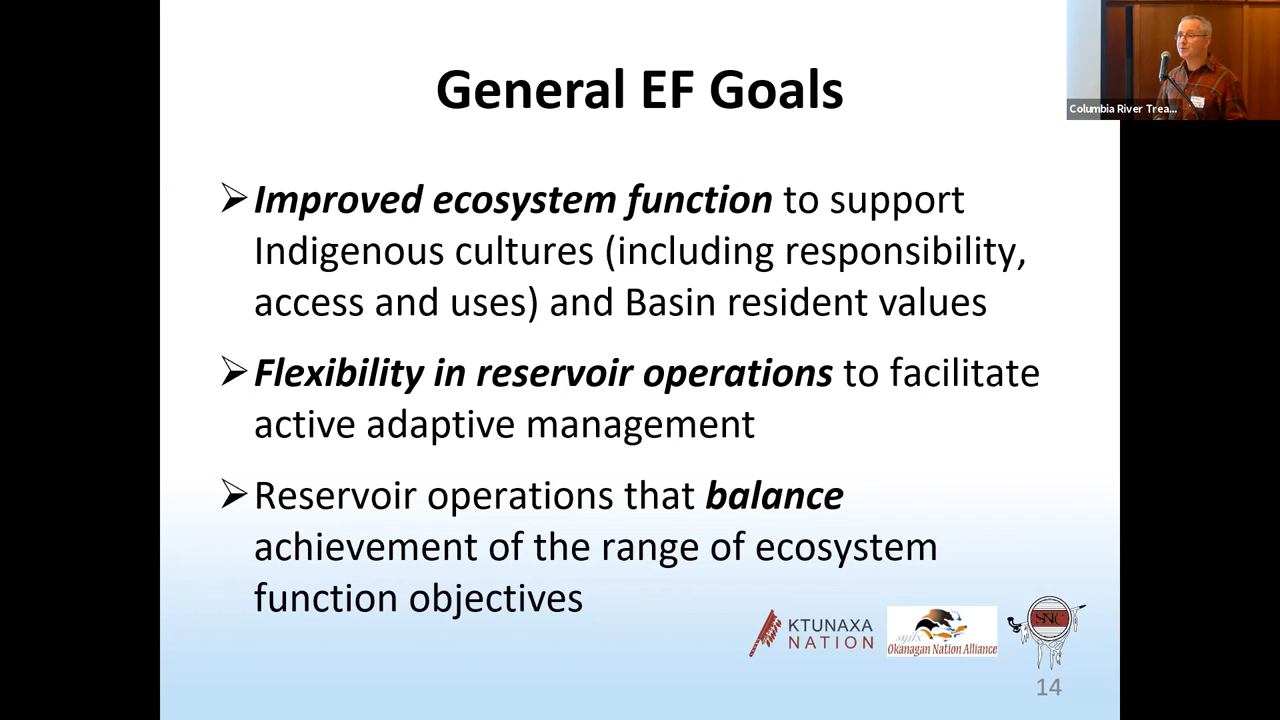 General EF Goals
Columbia River Trea...
Improved ecosystem function to support
Indigenous cultures (including responsibility,
access and uses) and Basin resident values
Flexibility in reservoir operations to facilitate
active adaptive management
Reservoir operations that balance
achievement of the range of ecosystem
function objectives
KTUNAXA
NATION
syilx
Okanagan Nation Alliance
SNC
14